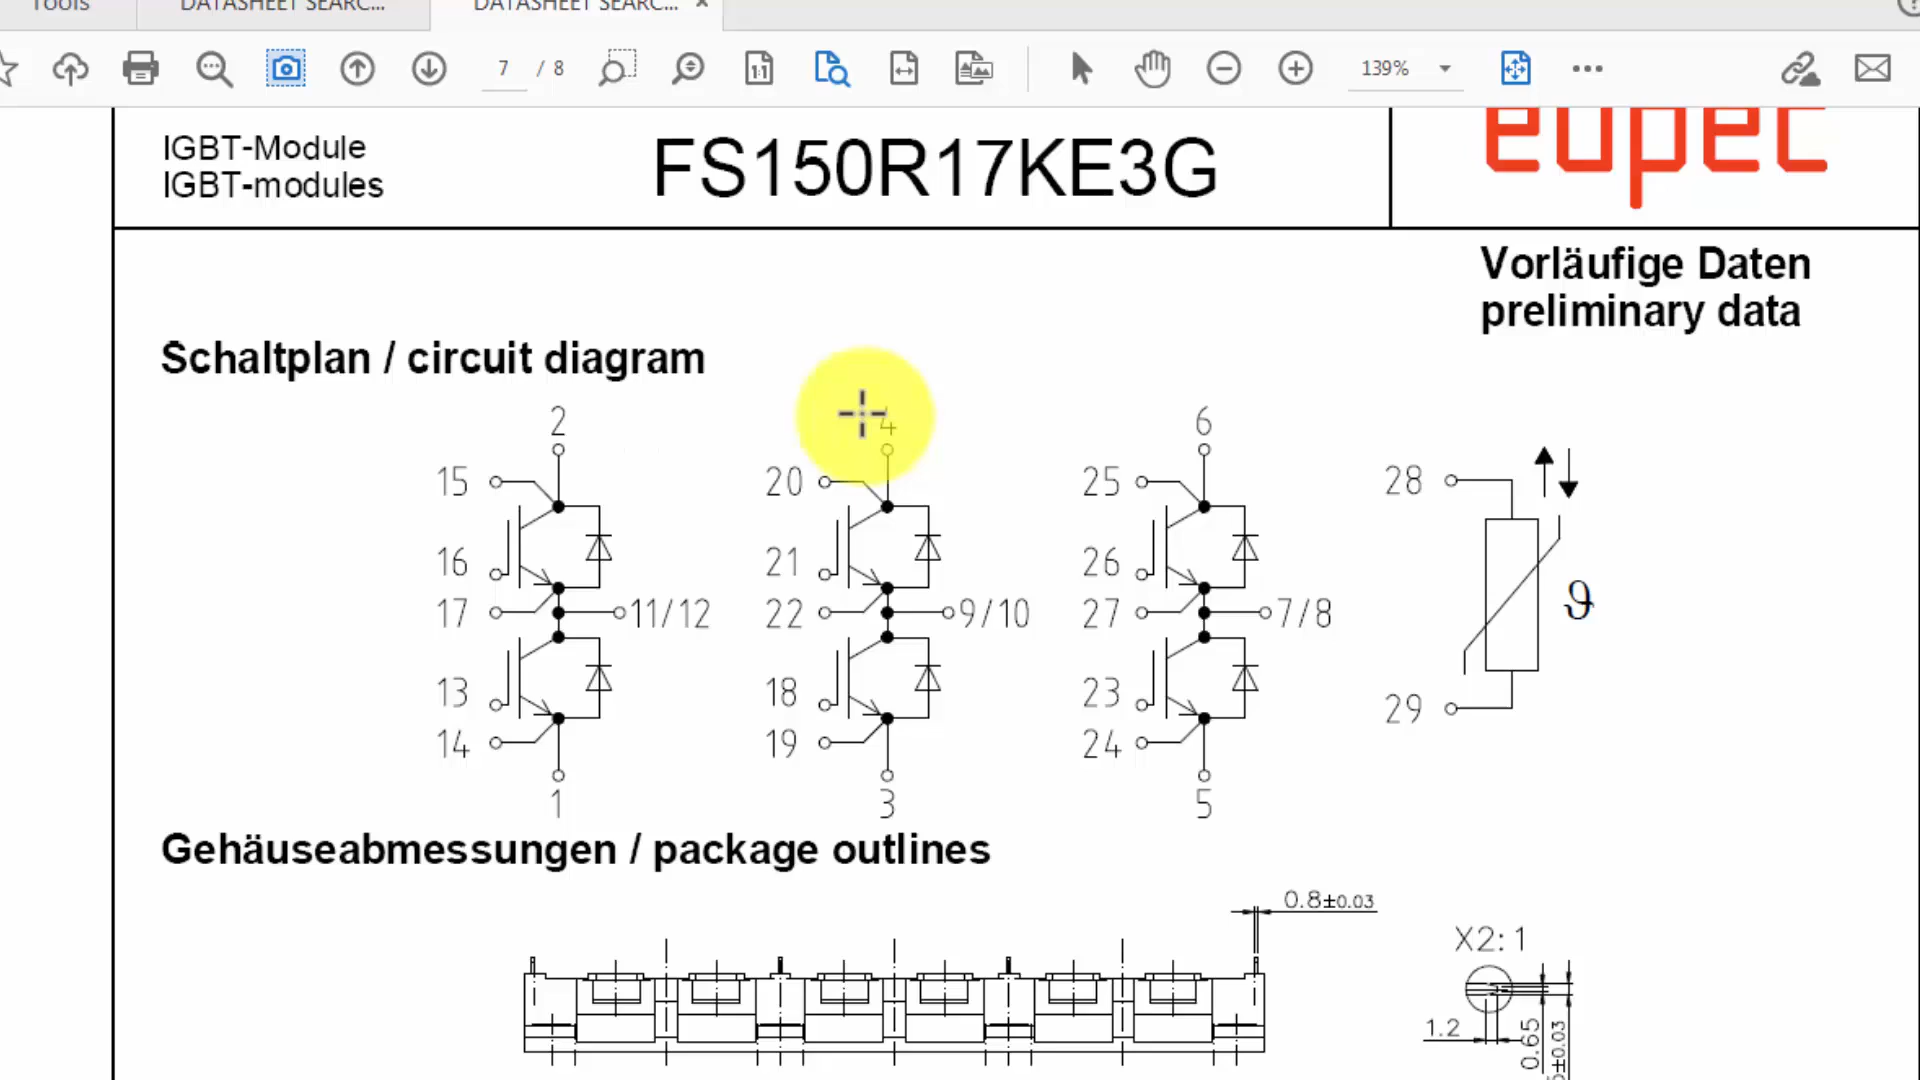 Tools
DATASHEET SEARC...
DATASHEET SEARC...
7 / 8
139%
IGBT-Module
IGBT-modules
FS150R17KE3G
eupec
Vorläufige Daten
preliminary data
Schaltplan / circuit diagram
2
4
6
15
20
25
28
16
21
26
17
11/12
22
9/10
27
7/8
ϑ
13
18
23
29
14
19
24
1
3
5
Gehäuseabmessungen / package outlines
0.8±0.03
X2:1
1.2
0.65
±0.03